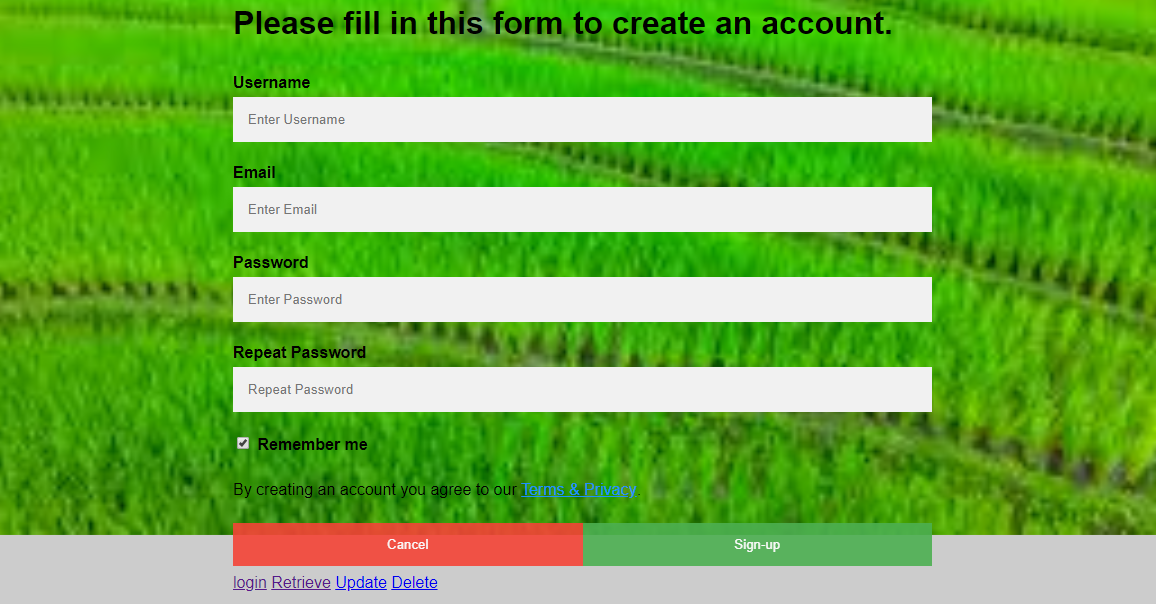 Please fill in this form to create an account.
Username
Enter Username
Email
Enter Email
Password
Enter Password
Repeat Password
Repeat Password
Remember me
By creating an account you agree to our Terms & Privacy.
Cancel Sign-up
login Retrieve Update Delete